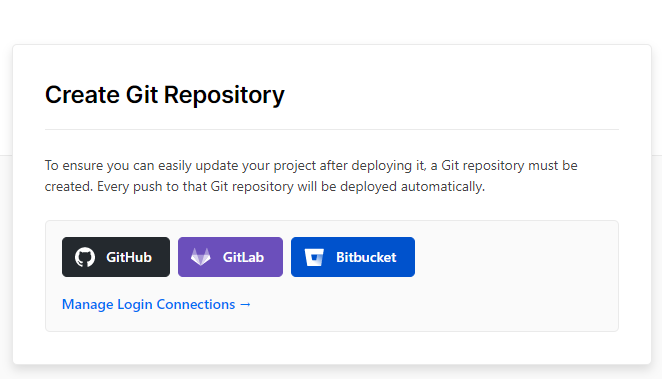 Create Git Repository
To ensure you can easily update your project after deploying it, a Git repository must be
created. Every push to that Git repository will be deployed automatically.
GitHub GitLab Bitbucket
Manage Login Connections →